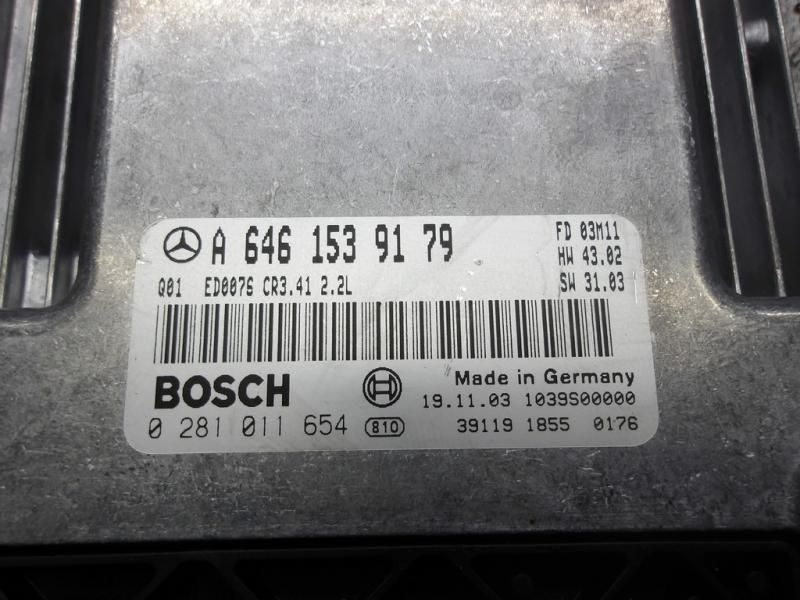 A 646 153 91 79
FD 03M11
HW 43.02
SW 31.03
Q01 ED0076 CR3.41 2.2L
BOSCH
Made in Germany
19.11.03 1039S00000
0 281 011 654 810
39119 1855 0176